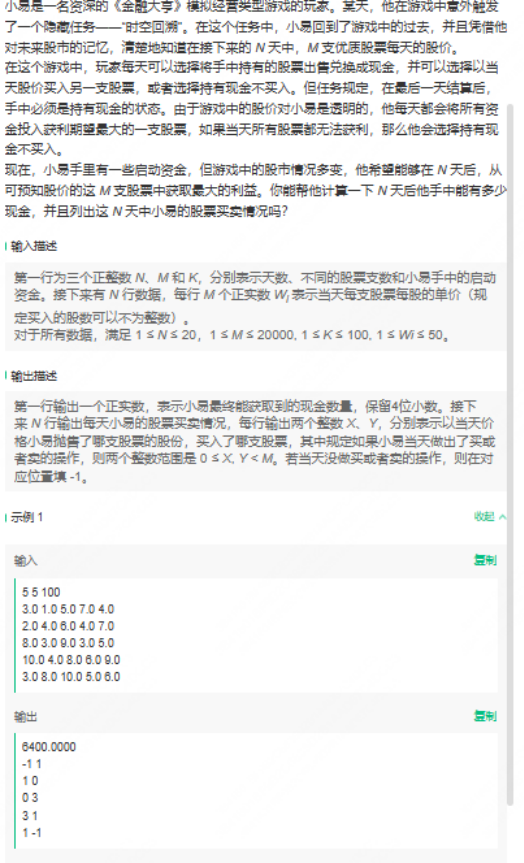 小易是一名资深的《金融大亨》模拟经营类型游戏的玩家。某天，他在游戏中意外触发
了一个隐藏任务——“时空回溯”。在这个任务中，小易回到了游戏中的过去，并且凭借他
对未来股市的记忆，清楚地知道在接下来的 N 天中，M 支优质股票每天的股价。
在这个游戏中，玩家每天可以选择将手中持有的股票出售兑换成现金，并可以选择以当
天股价买入另一支股票，或者选择持有现金不买入。但任务规定，在最后一天结算后，
手中必须是持有现金的状态。由于游戏中的股价对小易是透明的，他每天都会将所有资
金投入获利期望最大的一支股票，如果当天所有股票都无法获利，那么他会选择持有现
金不买入。
现在，小易手里有一些启动资金，但游戏中的股市情况多变，他希望能够在 N 天后，从
可预知股价的这 M 支股票中获取最大的利益。你能帮他计算一下 N 天后他手中能有多少
现金，并且列出这 N 天中小易的股票买卖情况吗？
输入描述
第一行为三个正整数 N、M 和 K，分别表示天数、不同的股票支数和小易手中的启动
资金。接下来有 N 行数据，每行 M 个正实数 Wi 表示当天每支股票每股的单价（规
定买入的股数可以不为整数）。
对于所有数据，满足 1 ≤ N ≤ 20，1 ≤ M ≤ 20000, 1 ≤ K ≤ 100, 1 ≤ Wi ≤ 50。
输出描述
第一行输出一个正实数，表示小易最终能获取到的现金数量，保留4位小数。接下
来 N 行输出每天小易的股票买卖情况，每行输出两个整数 X、Y，分别表示以当天价
格小易抛售了哪支股票的股份，买入了哪支股票，其中规定如果小易当天做出了买或
者卖的操作，则两个整数范围是 0 ≤ X, Y < M。若当天没做买或者卖的操作，则在对
应位置填 -1。
示例 1
收起
输入
复制
5 5 100
3.0 1.0 5.0 7.0 4.0
2.0 4.0 6.0 4.0 7.0
8.0 3.0 9.0 3.0 5.0
10.0 4.0 8.0 6.0 9.0
3.0 8.0 10.0 5.0 6.0
输出
复制
6400.0000
-1 1
1 0
0 3
3 1
1 -1